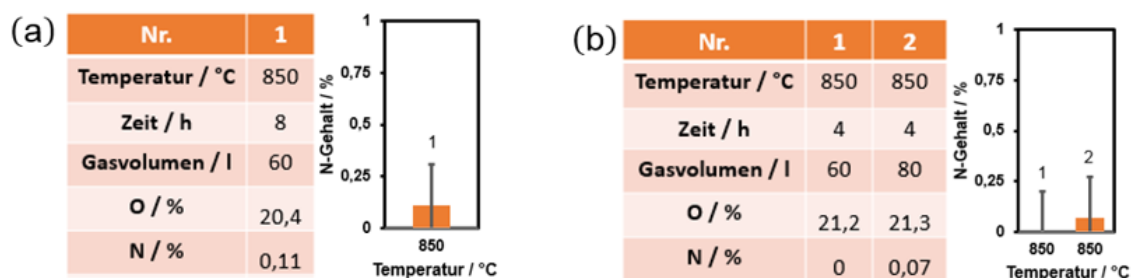 (a)
Nr. 1
Temperatur / °C 850
Zeit / h 8
Gasvolumen / l 60
O / % 20,4
N / % 0,11
N-Gehalt / %
1
0,75
0,5
0,25
0
1
850
Temperatur / °C
(b)
Nr. 1 2
Temperatur / °C 850 850
Zeit / h 4 4
Gasvolumen / l 60 80
O / % 21,2 21,3
N / % 0 0,07
N-Gehalt / %
1
0,75
0,5
0,25
0
1 2
850 850
Temperatur / °C